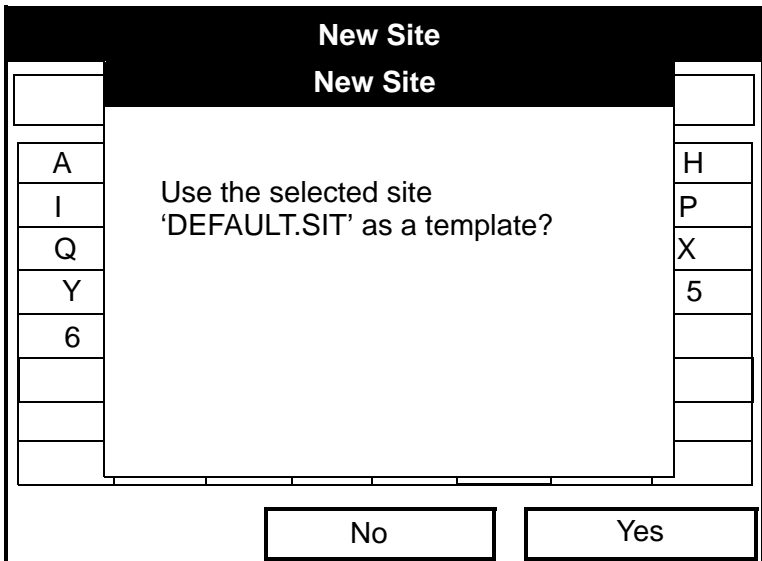 New Site
New Site
A H
Use the selected site
I P
‘DEFAULT.SIT’ as a template?
Q X
Y 5
6
No Yes